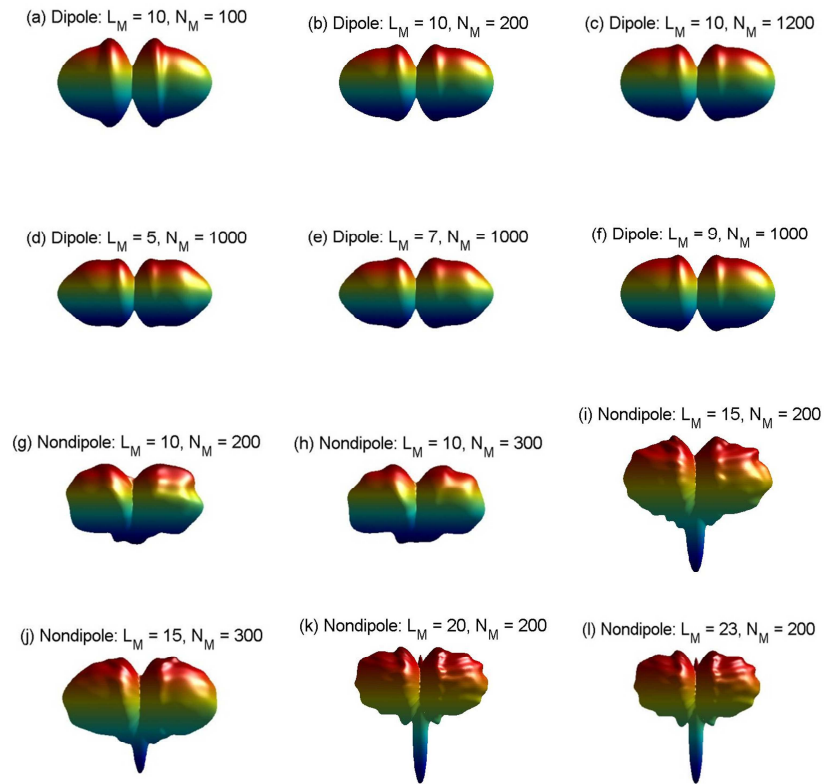 (a) Dipole: L_M = 10, N_M = 100
(b) Dipole: L_M = 10, N_M = 200
(c) Dipole: L_M = 10, N_M = 1200
(d) Dipole: L_M = 5, N_M = 1000
(e) Dipole: L_M = 7, N_M = 1000
(f) Dipole: L_M = 9, N_M = 1000
(g) Nondipole: L_M = 10, N_M = 200
(h) Nondipole: L_M = 10, N_M = 300
(i) Nondipole: L_M = 15, N_M = 200
(j) Nondipole: L_M = 15, N_M = 300
(k) Nondipole: L_M = 20, N_M = 200
(l) Nondipole: L_M = 23, N_M = 200